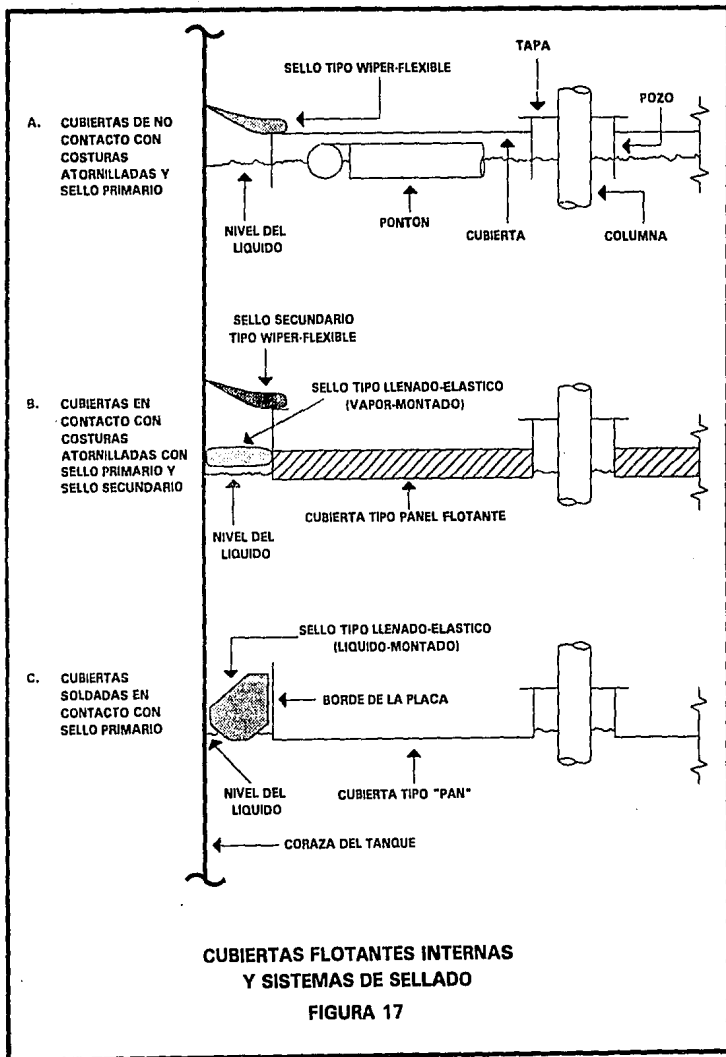 TAPA
SELLO TIPO WIPER-FLEXIBLE
POZO
A. CUBIERTAS DE NO
CONTACTO CON
COSTURAS
ATORNILLADAS Y
SELLO PRIMARIO
NIVEL DEL
LIQUIDO
PONTON
CUBIERTA
COLUMNA
SELLO SECUNDARIO
TIPO WIPER-FLEXIBLE
SELLO TIPO LLENADO-ELASTICO
(VAPOR-MONTADO)
B. CUBIERTAS EN
CONTACTO CON
COSTURAS
ATORNILLADAS CON
SELLO PRIMARIO Y
SELLO SECUNDARIO
CUBIERTA TIPO PANEL FLOTANTE
NIVEL DEL
LIQUIDO
SELLO TIPO LLENADO-ELASTICO
(LIQUIDO-MONTADO)
C. CUBIERTAS
SOLDADAS EN
CONTACTO CON
SELLO PRIMARIO
BORDE DE LA PLACA
NIVEL DEL
LIQUIDO
CUBIERTA TIPO "PAN"
CORAZA DEL TANQUE
CUBIERTAS FLOTANTES INTERNAS
Y SISTEMAS DE SELLADO
FIGURA 17